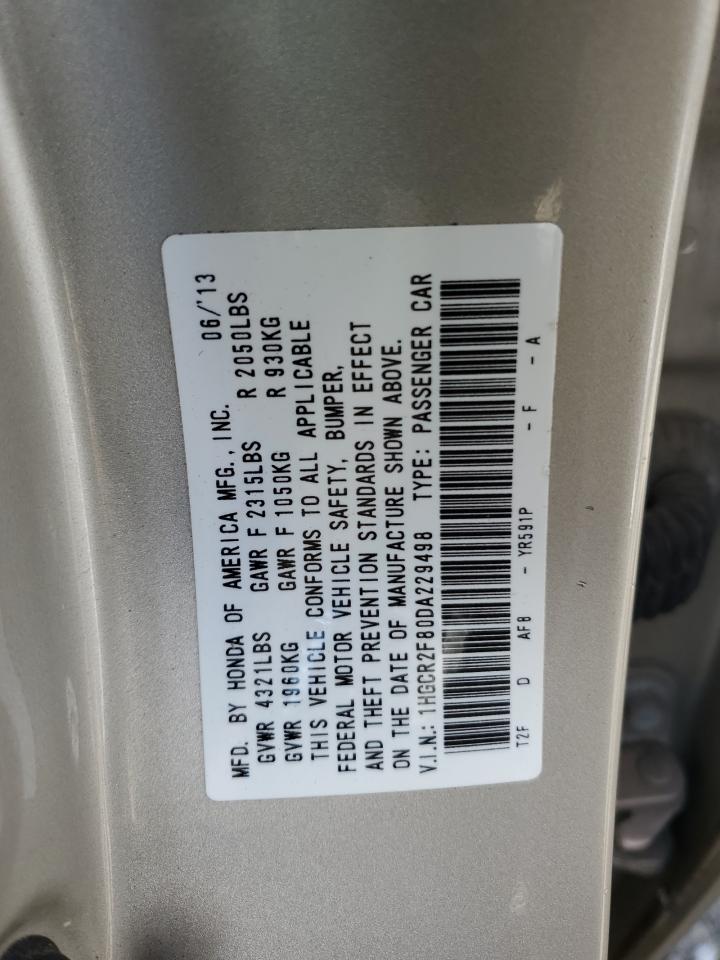 MFD. BY HONDA OF AMERICA MFG., INC. 06/'13
GVWR 4321LBS GAWR F 2315LBS R 2050LBS
GVWR 1960KG GAWR F 1050KG R 930KG
THIS VEHICLE CONFORMS TO ALL APPLICABLE
FEDERAL MOTOR VEHICLE SAFETY, BUMPER,
AND THEFT PREVENTION STANDARDS IN EFFECT
ON THE DATE OF MANUFACTURE SHOWN ABOVE.
V.I.N.: 1HGCR2F80DA229498 TYPE: PASSENGER CAR
T2F D AF8 - YR591P - F - A